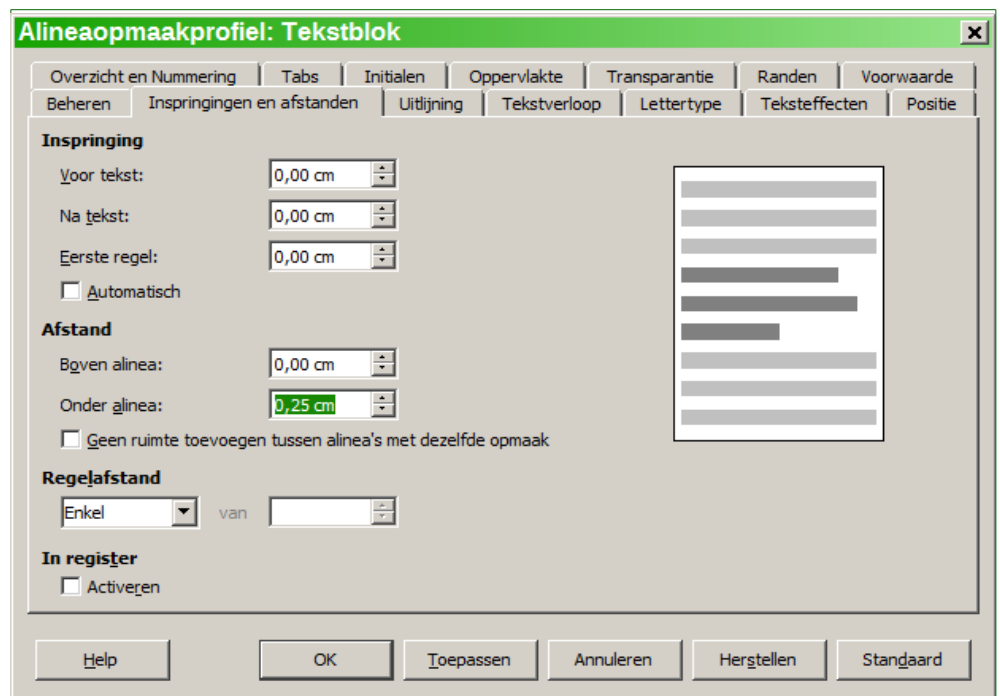 Alineaopmaakprofiel: Tekstblok
Overzicht en Nummering Tabs Initialen Oppervlakte Transparantie Randen Voorwaarde
Beheren Inspringingen en afstanden Uitlijning Tekstverloop Lettertype Teksteffecten Positie
Inspringing
Voor tekst: 0,00 cm
Na tekst: 0,00 cm
Eerste regel: 0,00 cm
Automatisch
Afstand
Boven alinea: 0,00 cm
Onder alinea: 0,25 cm
Geen ruimte toevoegen tussen alinea's met dezelfde opmaak
Regelafstand
Enkel van
In register
Activeren
Help OK Toepassen Annuleren Herstellen Standaard